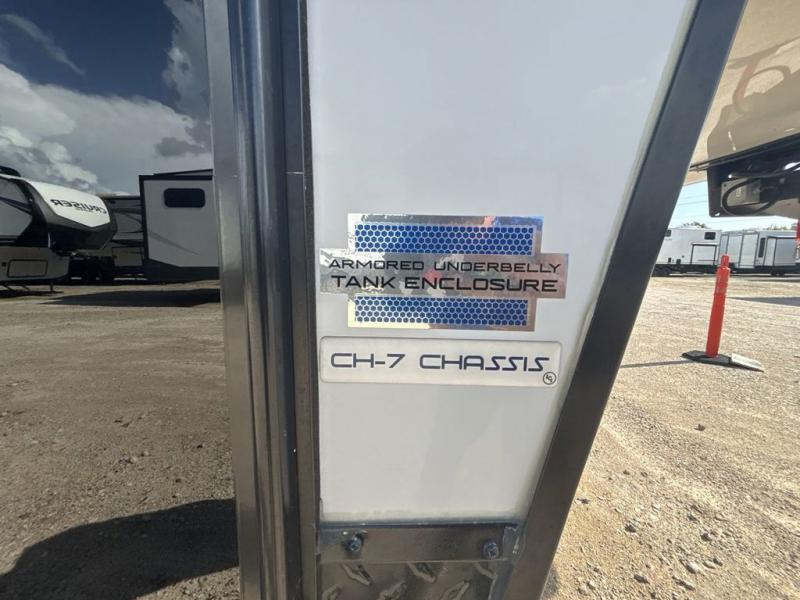 CRUISER
ARMORED UNDERBELLY
TANK ENCLOSURE
CH-7 CHASSIS